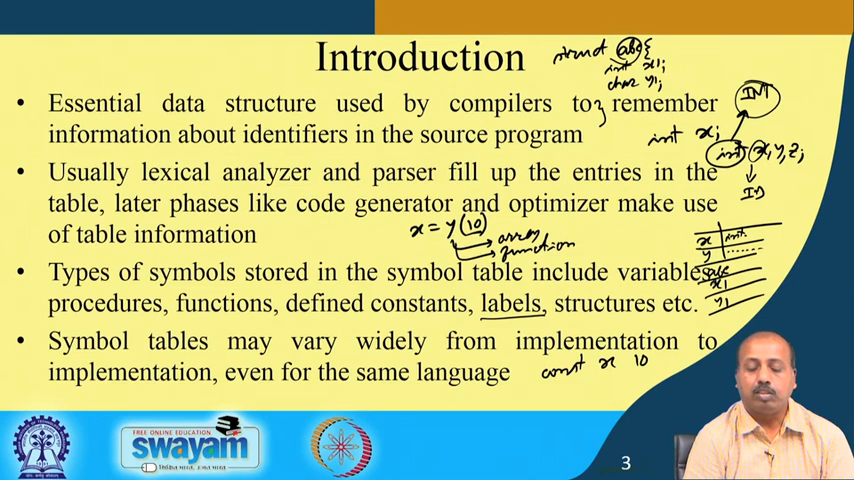 Introduction
struct abc {
int x1;
char y1;
}
• Essential data structure used by compilers to remember
information about identifiers in the source program
INT
int x;
int x, y, z;
ID
• Usually lexical analyzer and parser fill up the entries in the
table, later phases like code generator and optimizer make use
of table information
x = y(10)
array
function
x int
y
abc
x1
y1
• Types of symbols stored in the symbol table include variables,
procedures, functions, defined constants, labels, structures etc.
• Symbol tables may vary widely from implementation to
implementation, even for the same language
const x 10
FREE ONLINE EDUCATION
swayam
3